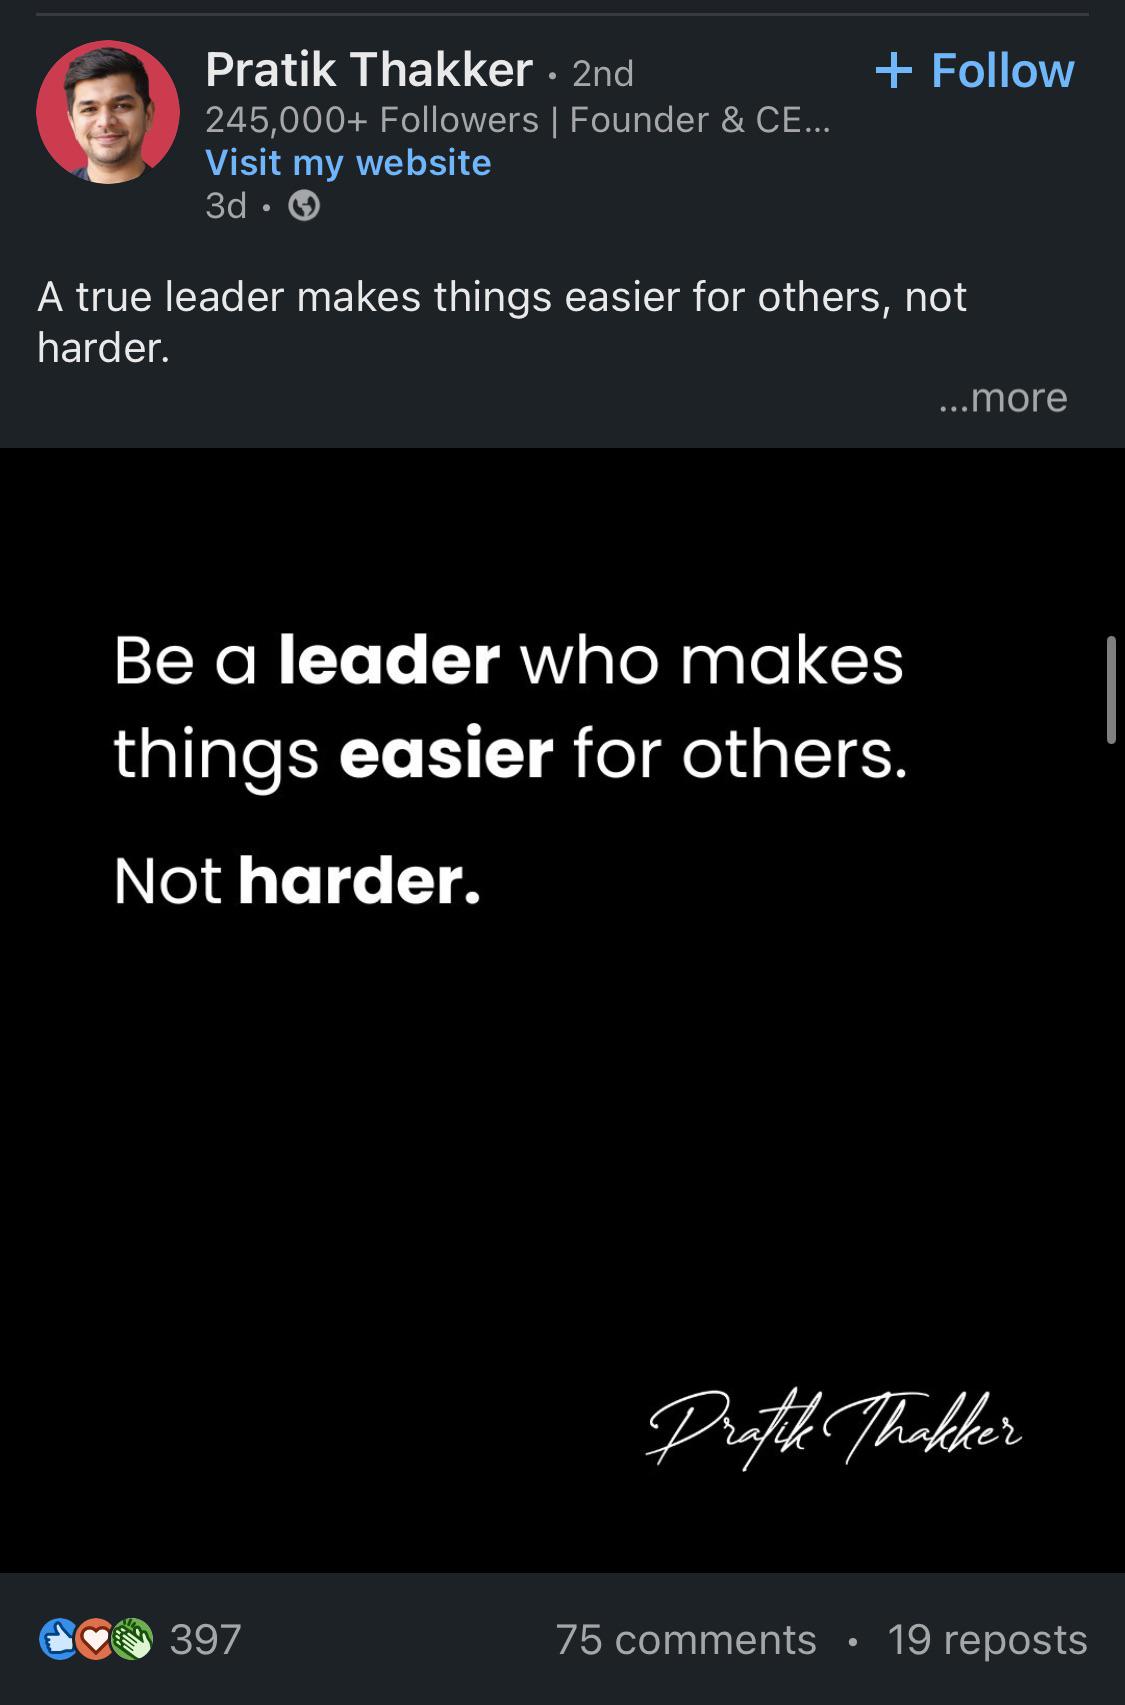 Pratik Thakker • 2nd
+ Follow
245,000+ Followers | Founder & CE...
Visit my website
3d •
A true leader makes things easier for others, not
harder.
...more
Be a leader who makes
things easier for others.
Not harder.
Pratik Thakker
397
75 comments • 19 reposts